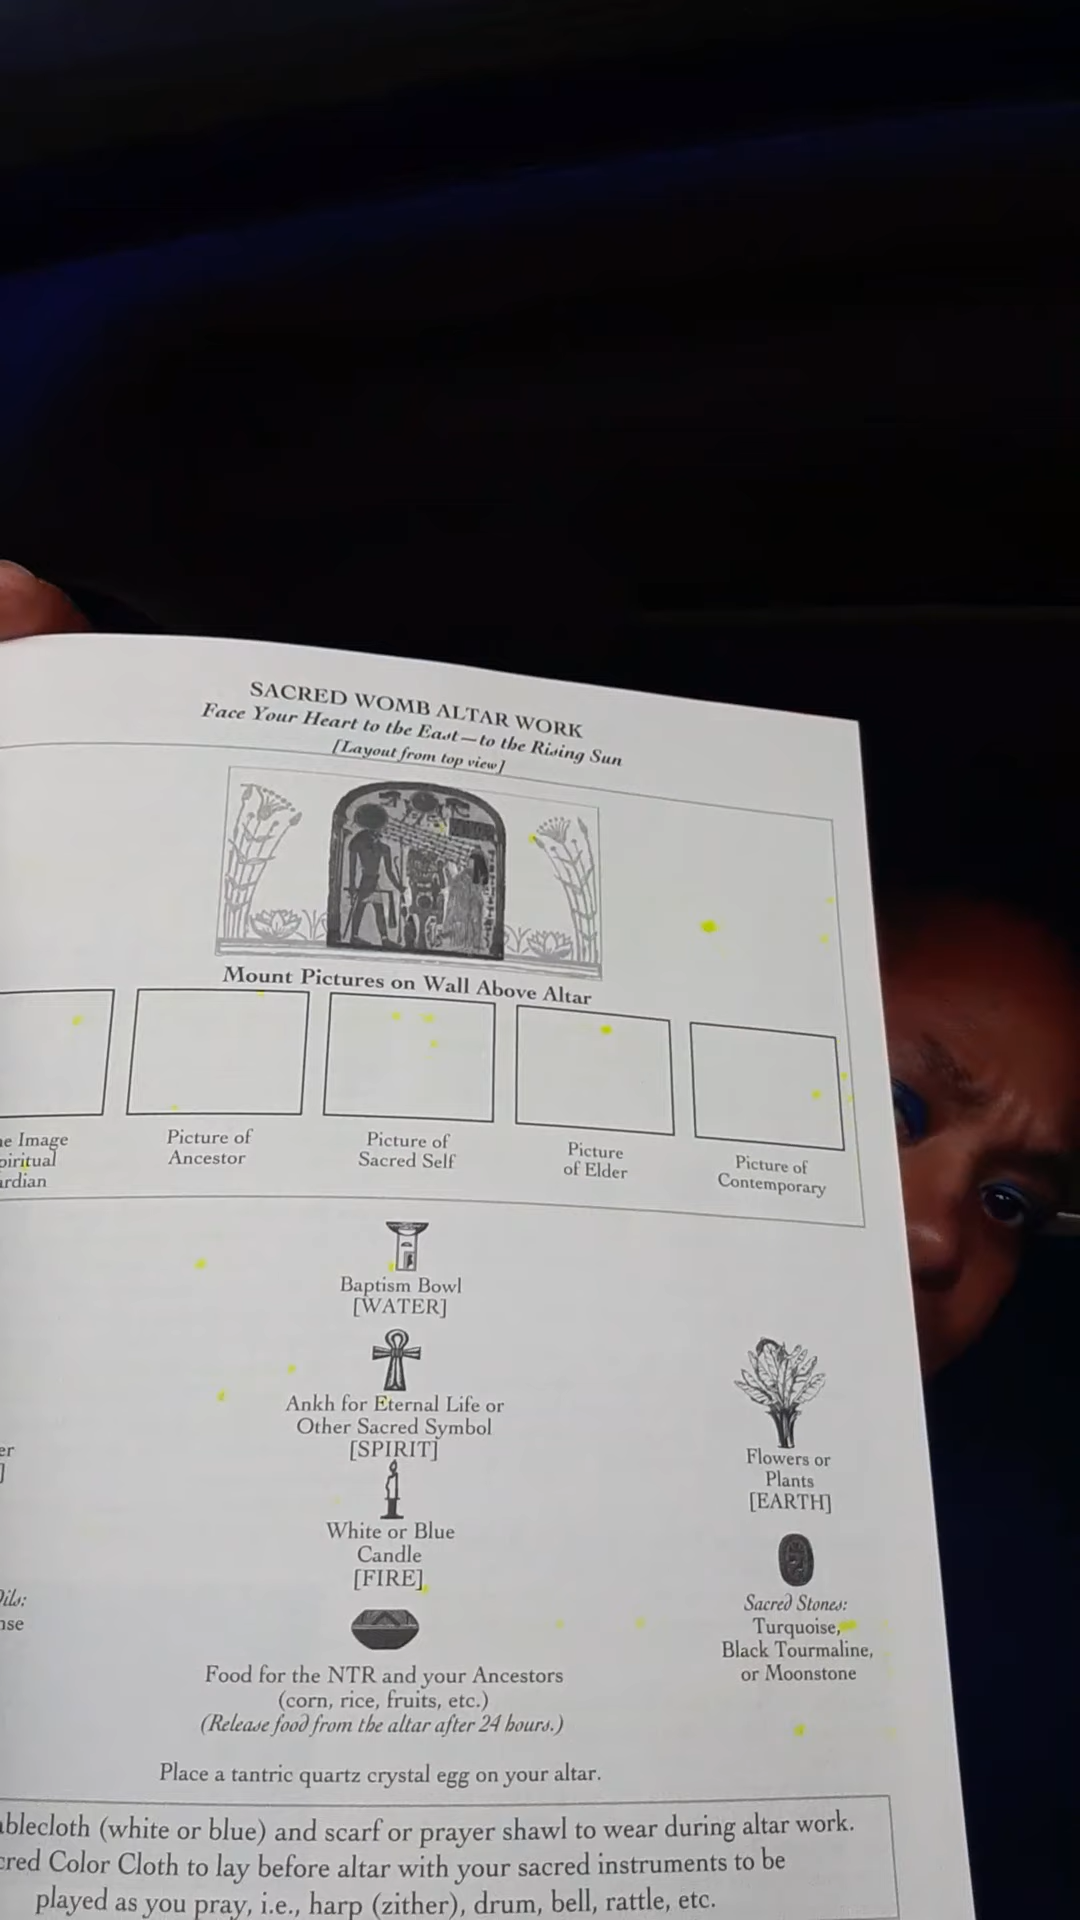 SACRED WOMB ALTAR WORK
Face Your Heart to the East—to the Rising Sun
[Layout from top view]
Mount Pictures on Wall Above Altar
Image
Picture of
Ancestor
Picture of
Sacred Self
Picture
of Elder
Picture of
Contemporary
Baptism Bowl
[WATER]
Ankh for Eternal Life or
Other Sacred Symbol
[SPIRIT]
White or Blue
Candle
[FIRE]
Flowers or
Plants
[EARTH]
Sacred Stones:
Turquoise,
Black Tourmaline,
or Moonstone
Food for the NTR and your Ancestors
(corn, rice, fruits, etc.)
(Release food from the altar after 24 hours.)
Place a tantric quartz crystal egg on your altar.
ablecloth (white or blue) and scarf or prayer shawl to wear during altar work.
cred Color Cloth to lay before altar with your sacred instruments to be
played as you pray, i.e., harp (zither), drum, bell, rattle, etc.